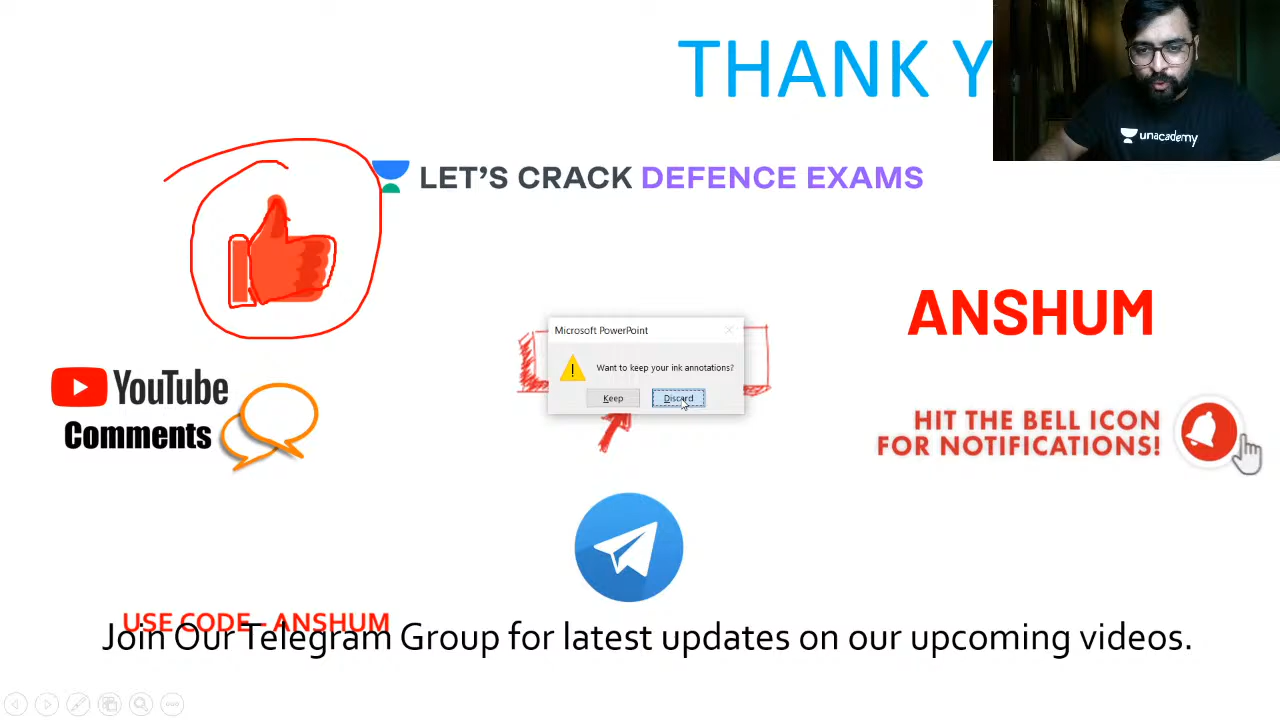 THANK Y
unacademy
LET'S CRACK DEFENCE EXAMS
ANSHUM
Microsoft PowerPoint
Want to keep your ink annotations?
Keep
Discard
YouTube
Comments
HIT THE BELL ICON
FOR NOTIFICATIONS!
USE CODE - ANSHUM
Join Our Telegram Group for latest updates on our upcoming videos.